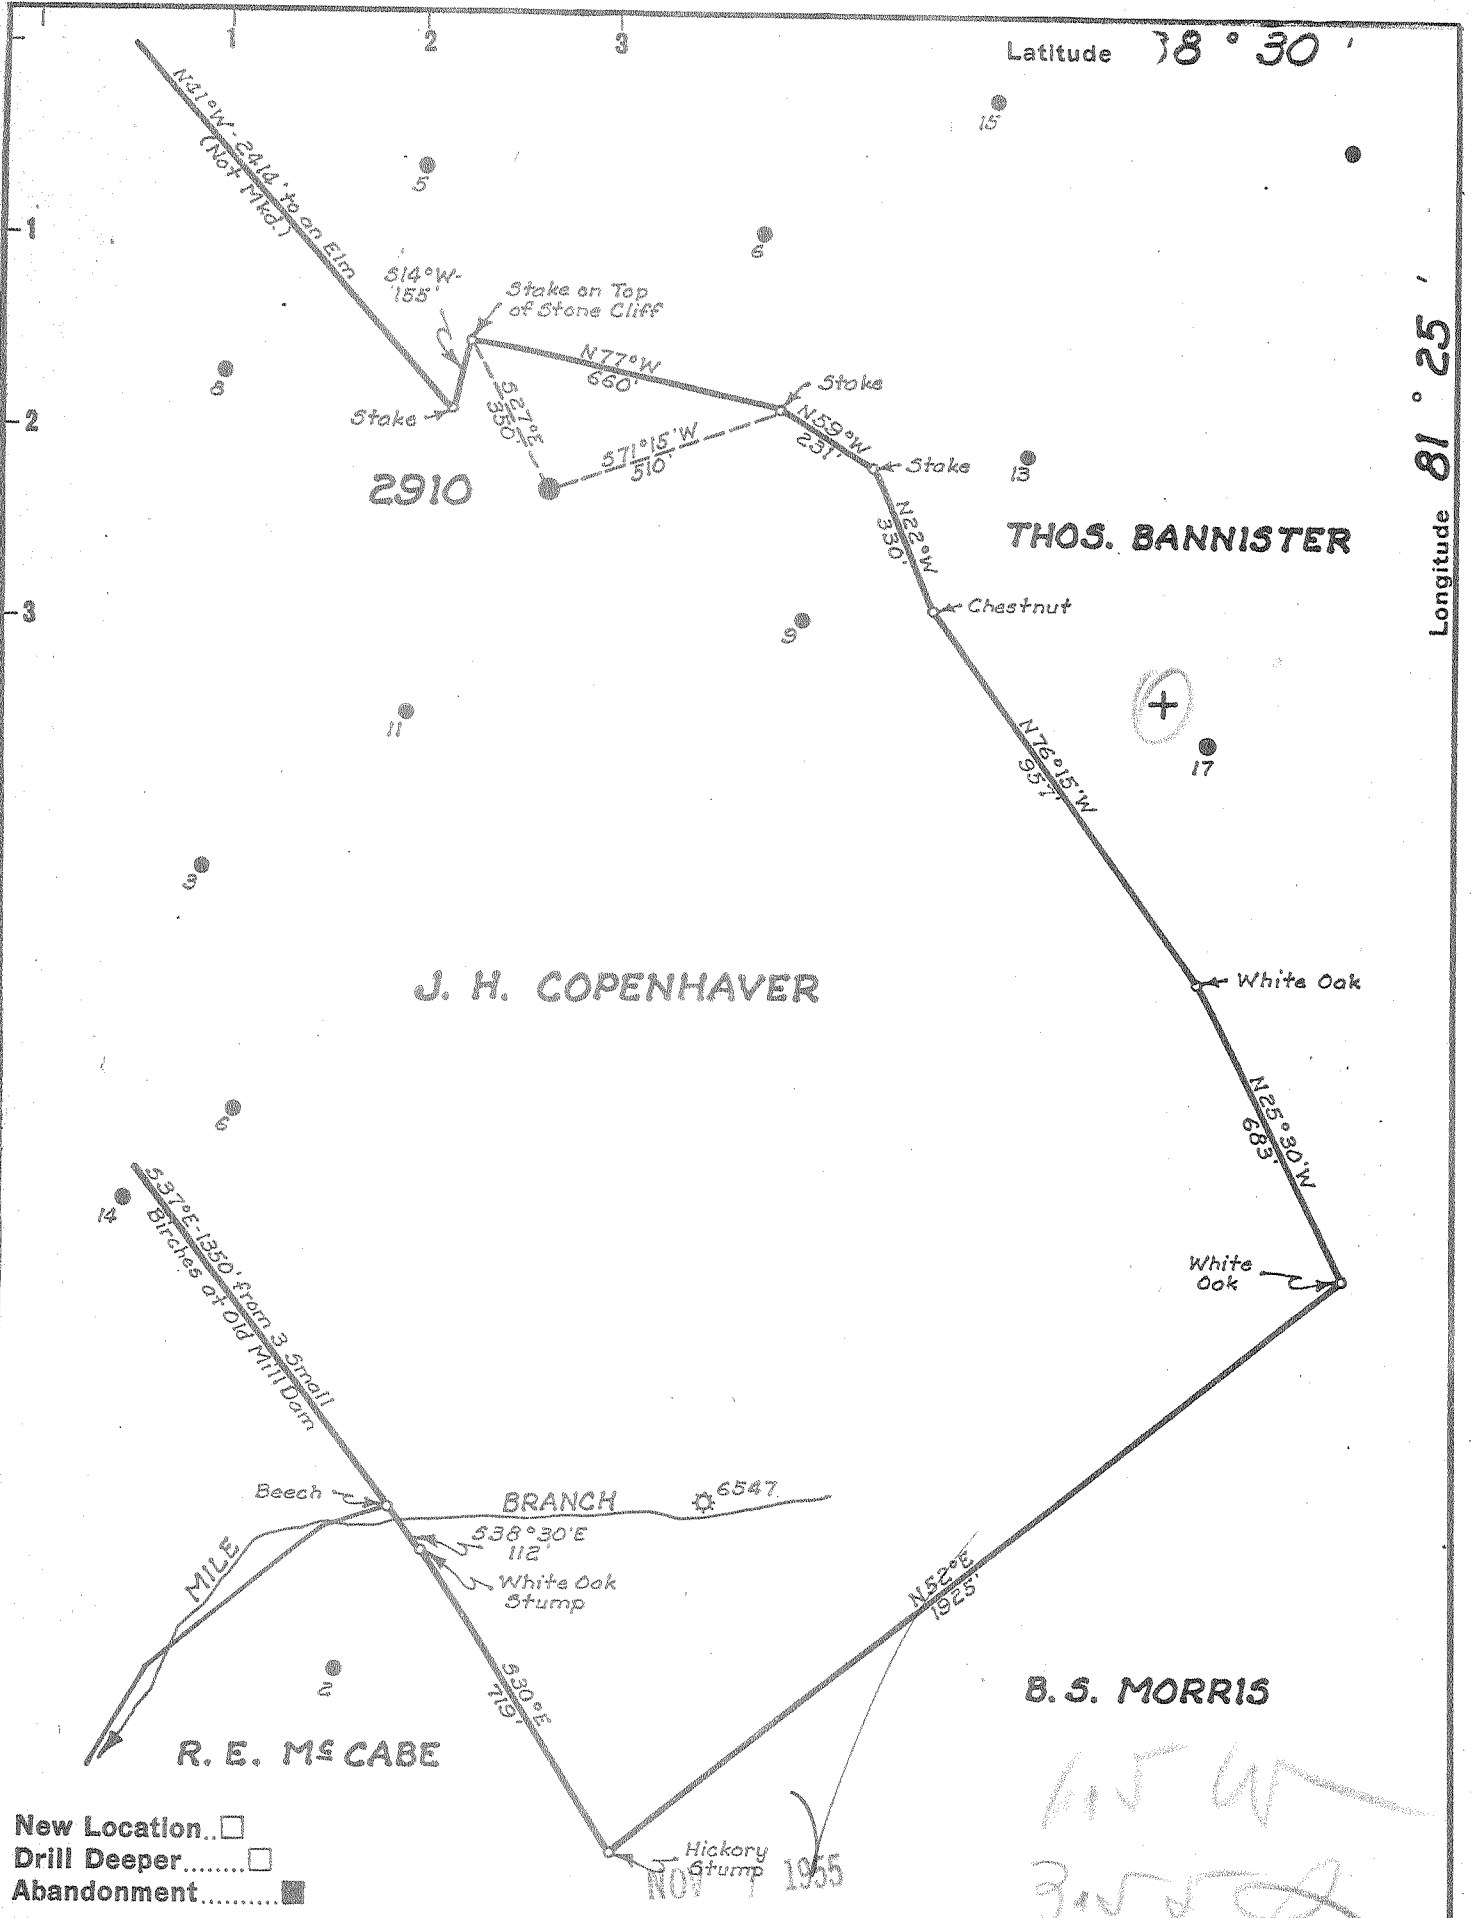 1
2
3
Latitude 38° 30'
N41°W-2414' to an Elm
(Not Mkd.)
15
5
1
6
S14°W-
155'
Stake on Top
of Stone Cliff
Longitude 81° 25'
8
N77°W
660'
Stake
Stake
S27°E
350'
N59°W
231'
2
S71°15'W
510'
Stake
13
2910
N22°W
330'
THOS. BANNISTER
3
Chestnut
9
+
11
N76°15'W
957'
17
3
J. H. COPENHAVER
White Oak
6
N25°30'W
683'
14
S37°E-1350' from 3 Small
Birches at Old Mill Dam
White
Oak
Beech
BRANCH
6547
S38°30'E
112'
MILE
White Oak
Stump
N52°E
1925'
2
S30°E
719'
B. S. MORRIS
R. E. McCABE
New Location..
Drill Deeper........
Abandonment..........
Hickory
Stump
NOV 1955